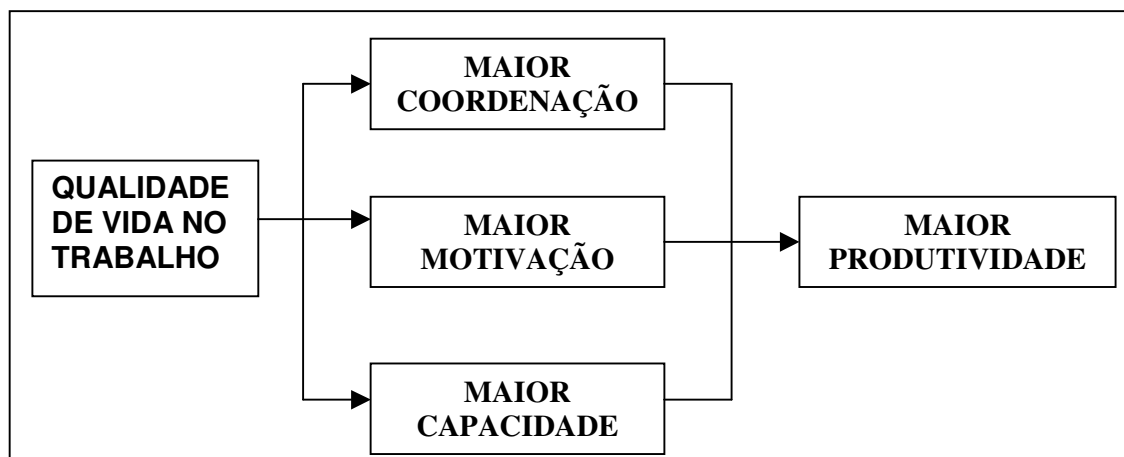 MAIOR
COORDENAÇÃO
QUALIDADE
DE VIDA NO
TRABALHO
MAIOR
MOTIVAÇÃO
MAIOR
PRODUTIVIDADE
MAIOR
CAPACIDADE